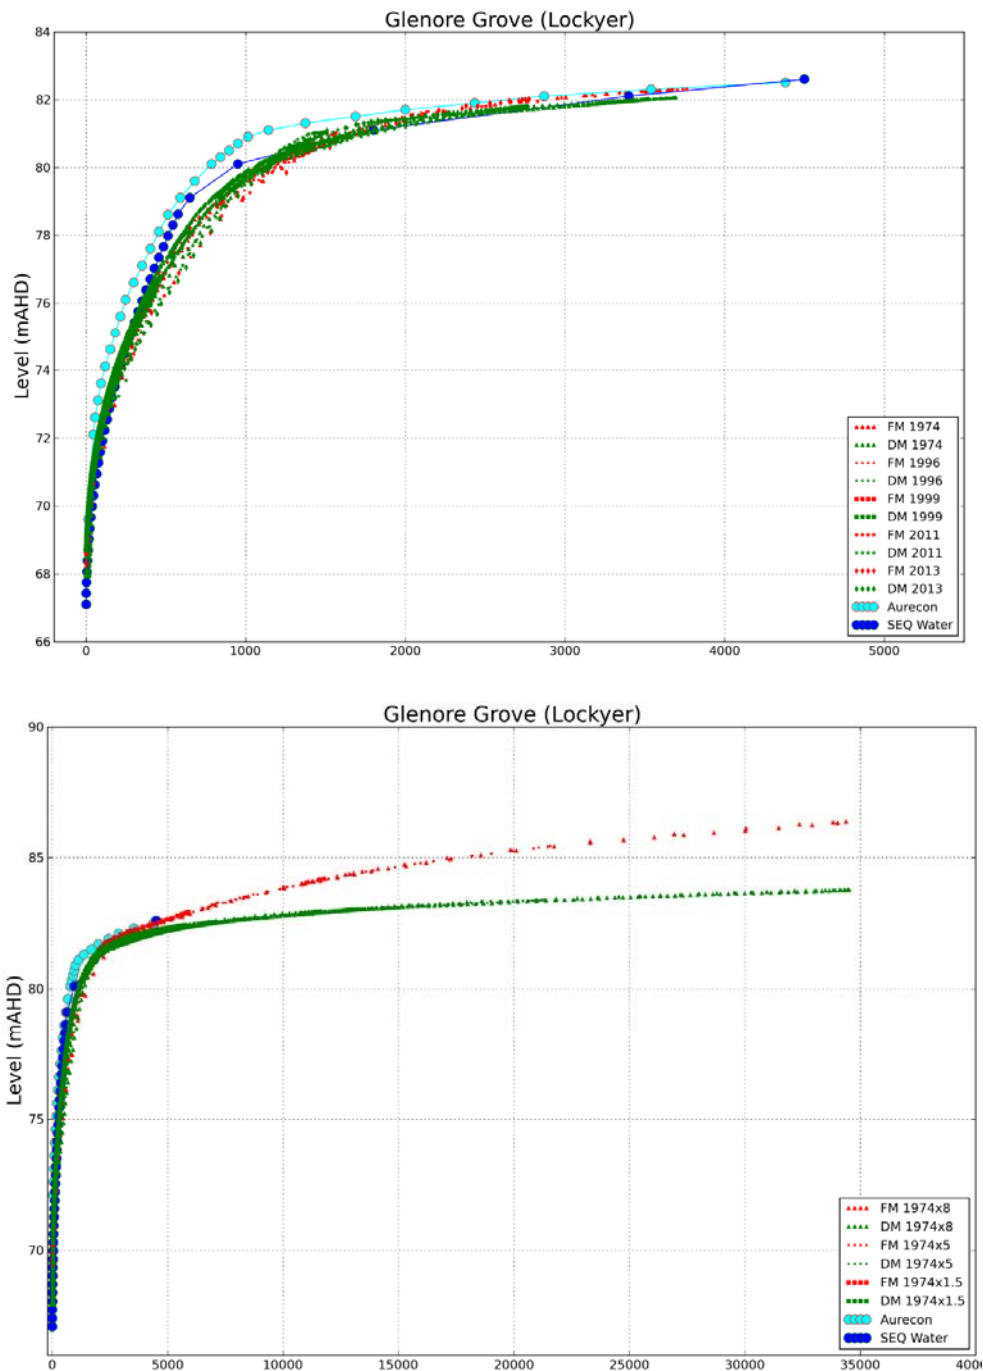 Glenore Grove (Lockyer)
84
82
80
78
76
74
72
70
68
66
Level (mAHD)
FM 1974
DM 1974
FM 1996
DM 1996
FM 1999
DM 1999
FM 2011
DM 2011
FM 2013
DM 2013
Aurecon
SEQ Water
0 1000 2000 3000 4000 5000
Glenore Grove (Lockyer)
90
85
80
75
70
Level (mAHD)
FM 1974x8
DM 1974x8
FM 1974x5
DM 1974x5
FM 1974x1.5
DM 1974x1.5
Aurecon
SEQ Water
0 5000 10000 15000 20000 25000 30000 35000 4000